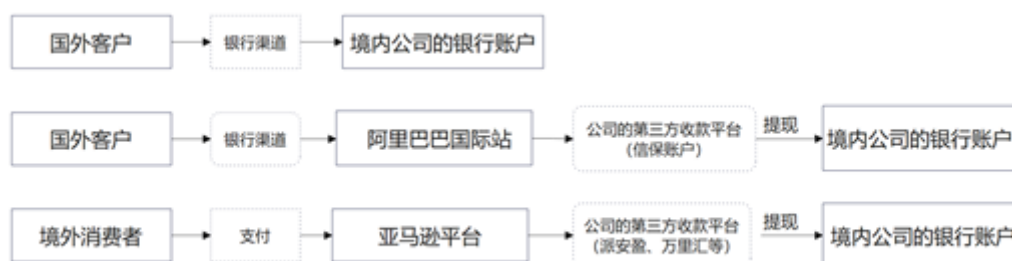 国外客户 银行渠道 境内公司的银行账户
国外客户 银行渠道 阿里巴巴国际站 公司的第三方收款平台 提现 境内公司的银行账户
（信保账户）
境外消费者 支付 亚马逊平台 公司的第三方收款平台 提现 境内公司的银行账户
（派安盈、万里汇等）